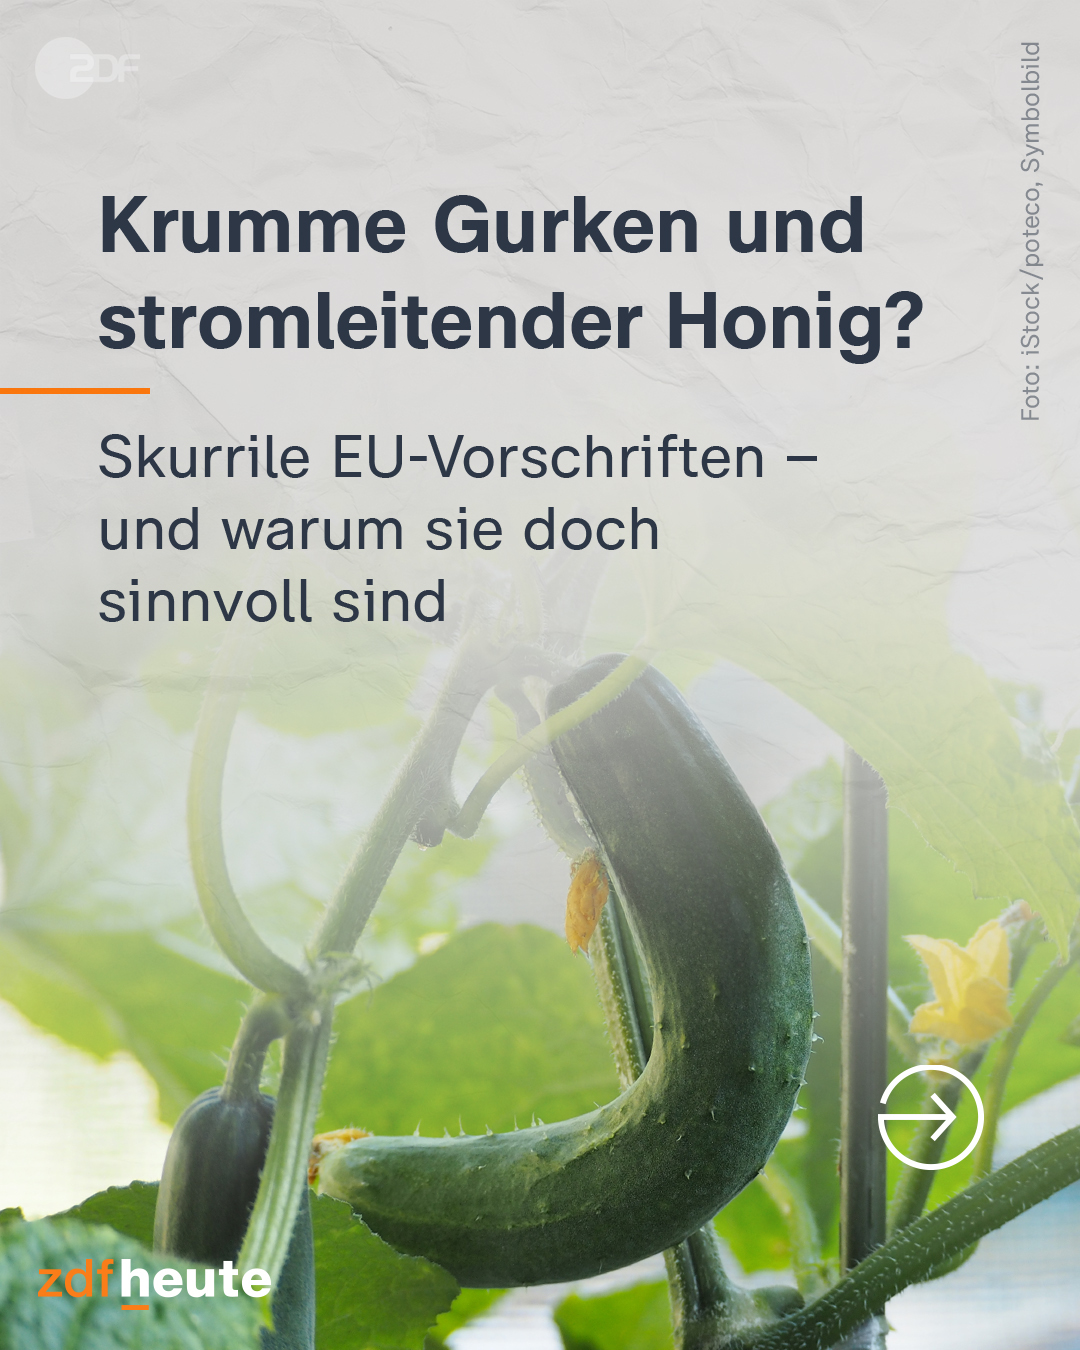 ZDF
Foto: iStock/poteco, Symbolbild
Krumme Gurken und
stromleitender Honig?
Skurrile EU-Vorschriften –
und warum sie doch
sinnvoll sind
zdfheute